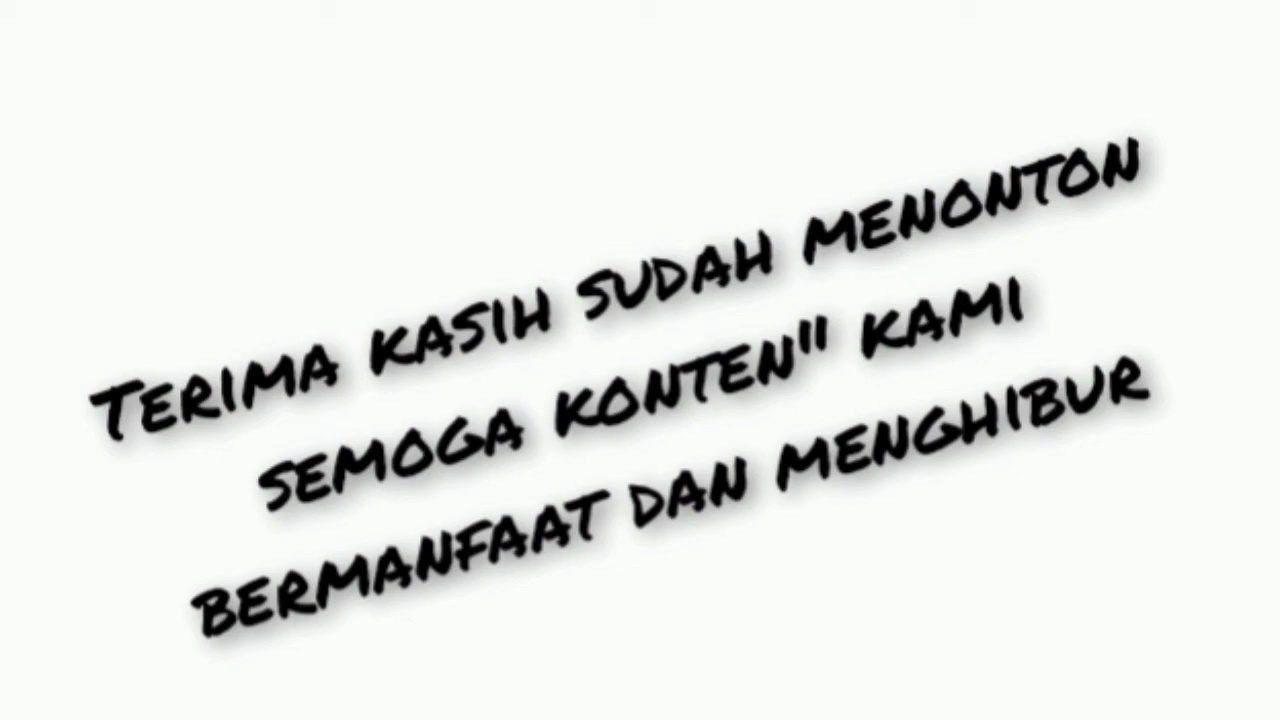 Terima kasih sudah menonton
semoga konten" kami
bermanfaat dan menghibur